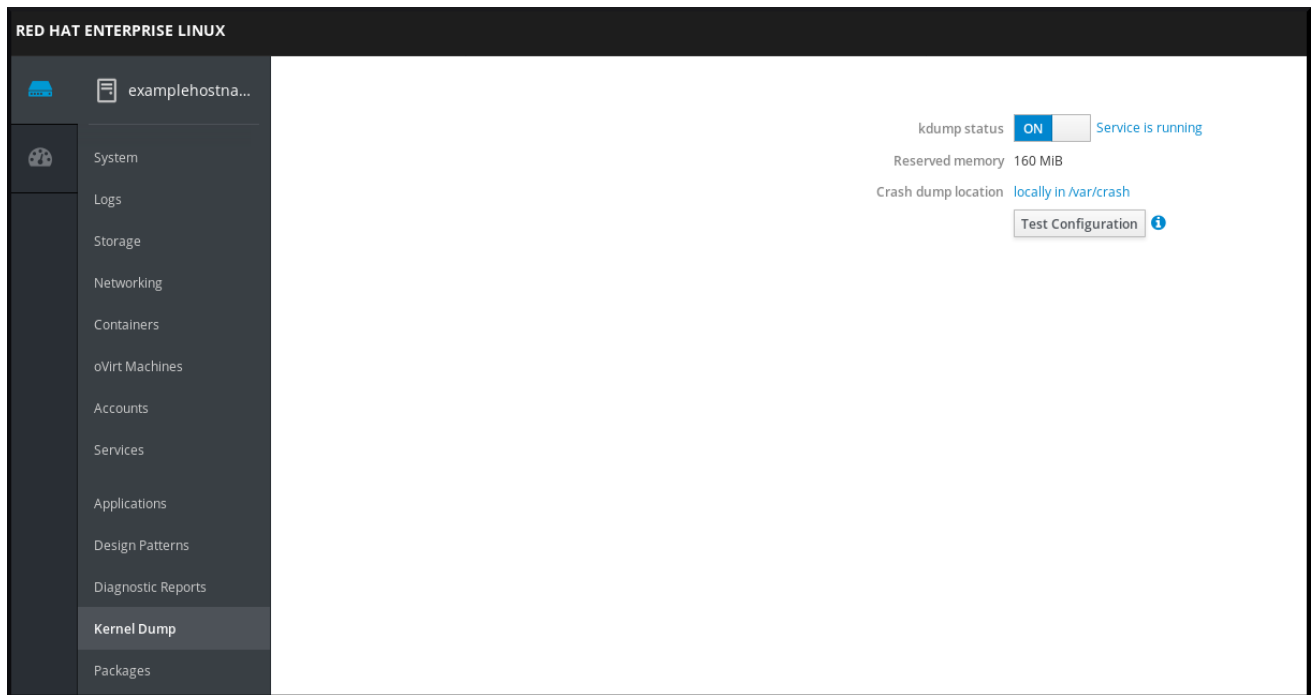 RED HAT ENTERPRISE LINUX
examplehostna...
System
Logs
Storage
Networking
Containers
oVirt Machines
Accounts
Services
Applications
Design Patterns
Diagnostic Reports
Kernel Dump
Packages
kdump status ON Service is running
Reserved memory 160 MiB
Crash dump location locally in /var/crash
Test Configuration